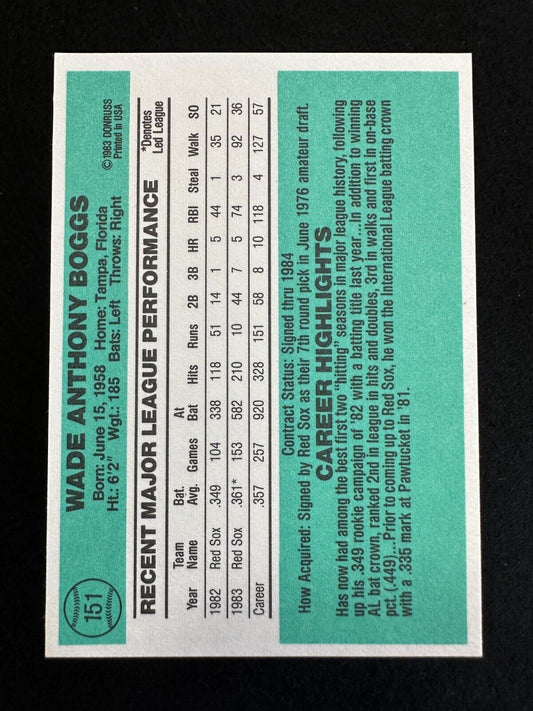 151
WADE ANTHONY BOGGS
Born: June 15, 1958 Home: Tampa, Florida
Ht.: 6'2" Wgt.: 185 Bats: Left Throws: Right
©1983 DONRUSS
Printed in USA
RECENT MAJOR LEAGUE PERFORMANCE
*Denotes
Led League
Year Team Name Bat. Avg. Games At Bat Hits Runs 2B 3B HR RBI Steal Walk SO
1982 Red Sox .349 104 338 118 51 14 1 5 44 1 35 21
1983 Red Sox .361* 153 582 210 10 44 7 5 74 3 92 36
Career .357 257 920 328 151 58 8 10 118 4 127 57
Contract Status: Signed thru 1984
How Acquired: Signed by Red Sox as their 7th round pick in June 1976 amateur draft.
CAREER HIGHLIGHTS
Has now had among the best first two "hitting" seasons in major league history, following
up his .349 rookie campaign of '82 with a batting title last year...In addition to winning
AL bat crown, ranked 2nd in league in hits and doubles, 3rd in walks and first in on-base
pct. (.449)...Prior to coming up to Red Sox, he won the International League batting crown
with a .335 mark at Pawtucket in '81.